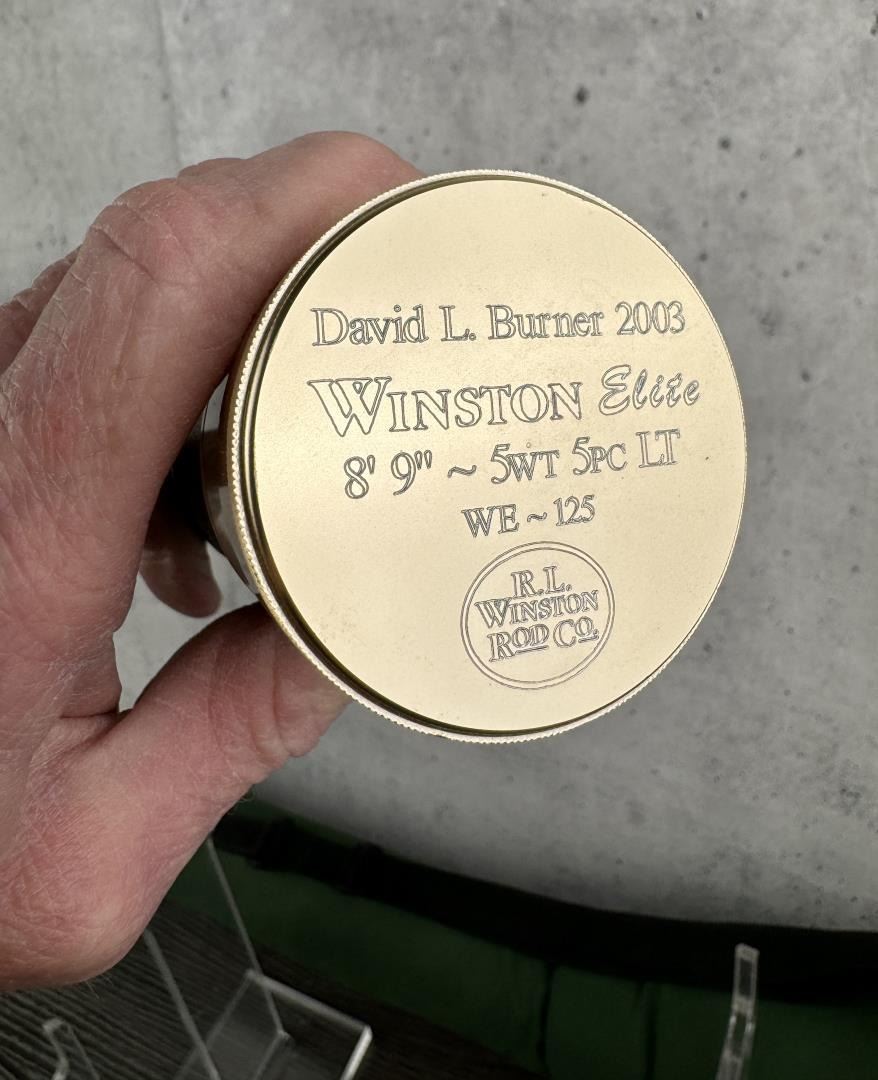 David L. Burner 2003
WINSTON Elite
8' 9" ~ 5WT 5PC LT
WE ~ 125
R.L.
WINSTON
ROD CO.